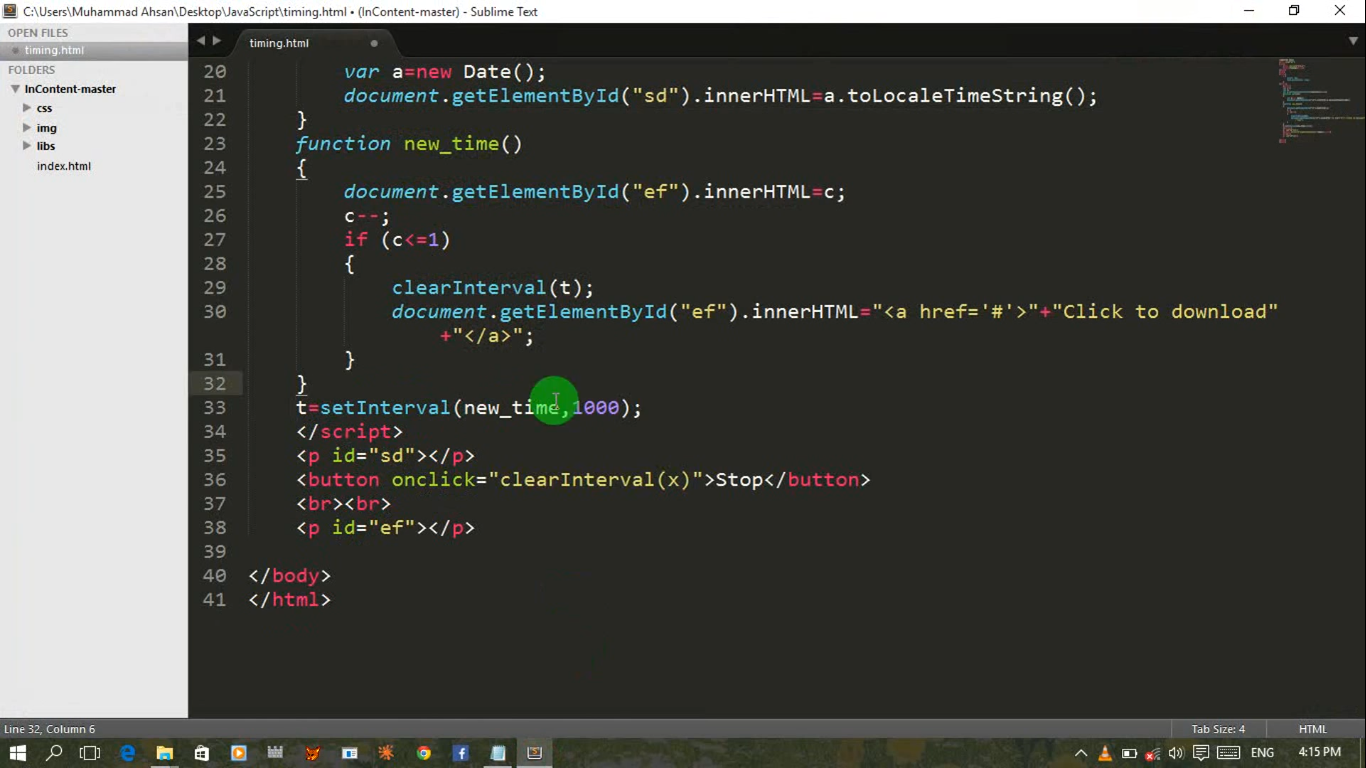 C:\Users\Muhammad Ahsan\Desktop\JavaScript\timing.html • (InContent-master) - Sublime Text
OPEN FILES
timing.html
FOLDERS
InContent-master
css
img
libs
index.html
timing.html
20 var a=new Date();
21 document.getElementById("sd").innerHTML=a.toLocaleTimeString();
22 }
23 function new_time()
24 {
25 document.getElementById("ef").innerHTML=c;
26 c--;
27 if (c<=1)
28 {
29 clearInterval(t);
30 document.getElementById("ef").innerHTML="<a href='#'>"+"Click to download"
+"</a>";
31 }
32 }
33 t=setInterval(new_time,1000);
34 </script>
35 <p id="sd"></p>
36 <button onclick="clearInterval(x)">Stop</button>
37 <br><br>
38 <p id="ef"></p>
39
40 </body>
41 </html>
Line 32, Column 6
Tab Size: 4
HTML
ENG
4:15 PM